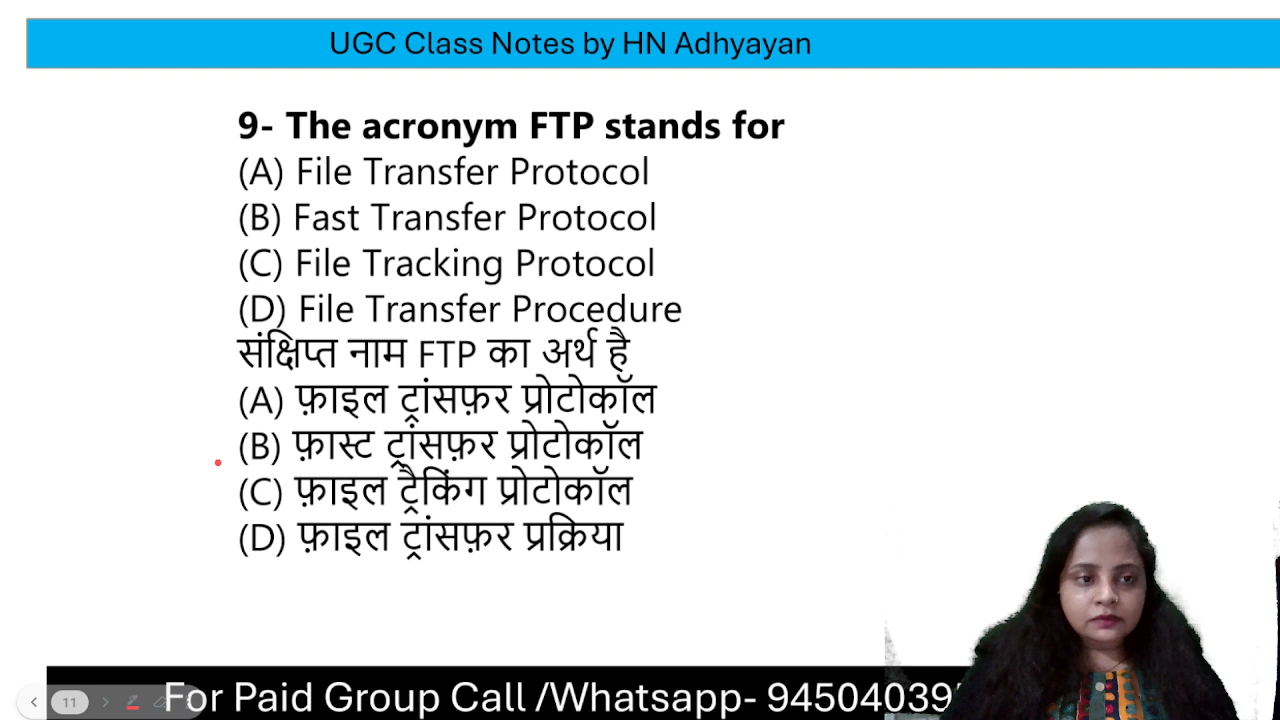 UGC Class Notes by HN Adhyayan
9- The acronym FTP stands for
(A) File Transfer Protocol
(B) Fast Transfer Protocol
(C) File Tracking Protocol
(D) File Transfer Procedure
संक्षिप्त नाम FTP का अर्थ है
(A) फ़ाइल ट्रांसफ़र प्रोटोकॉल
(B) फ़ास्ट ट्रांसफ़र प्रोटोकॉल
(C) फ़ाइल ट्रैकिंग प्रोटोकॉल
(D) फ़ाइल ट्रांसफ़र प्रक्रिया
11
For Paid Group Call /Whatsapp- 945040395